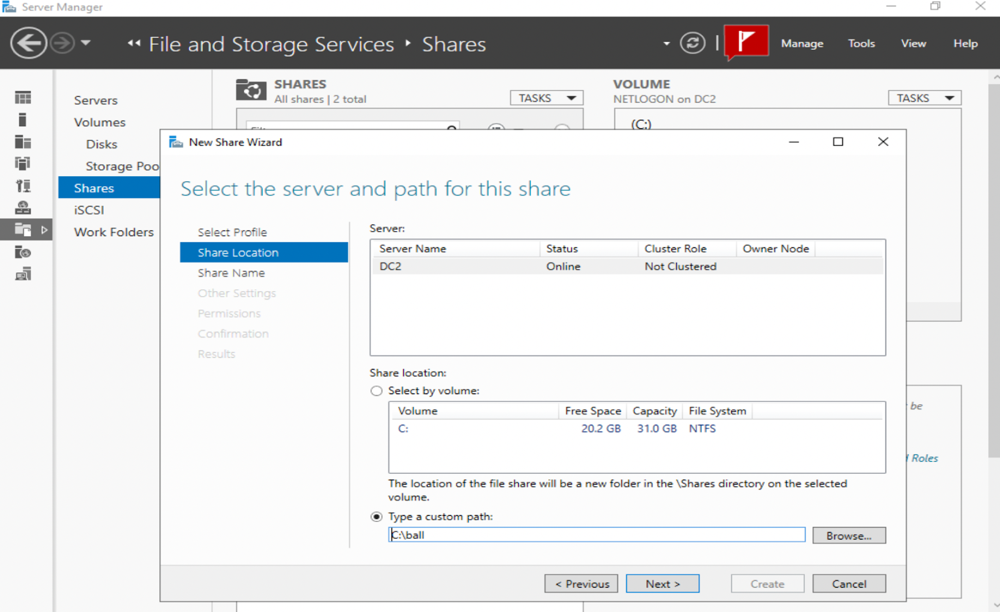 Server Manager
File and Storage Services ‣ Shares
Manage
Tools
View
Help
Servers
Volumes
Disks
Storage Poo
Shares
iSCSI
Work Folders
SHARES
All shares | 2 total
TASKS
VOLUME
NETLOGON on DC2
TASKS
(C:)
New Share Wizard
Select the server and path for this share
Select Profile
Share Location
Share Name
Other Settings
Permissions
Confirmation
Results
Server:
Server Name Status Cluster Role Owner Node
DC2 Online Not Clustered
Share location:
Select by volume:
Volume Free Space Capacity File System
C: 20.2 GB 31.0 GB NTFS
The location of the file share will be a new folder in the \Shares directory on the selected
volume.
Type a custom path:
C:\ball
Browse...
< Previous
Next >
Create
Cancel
be
Roles